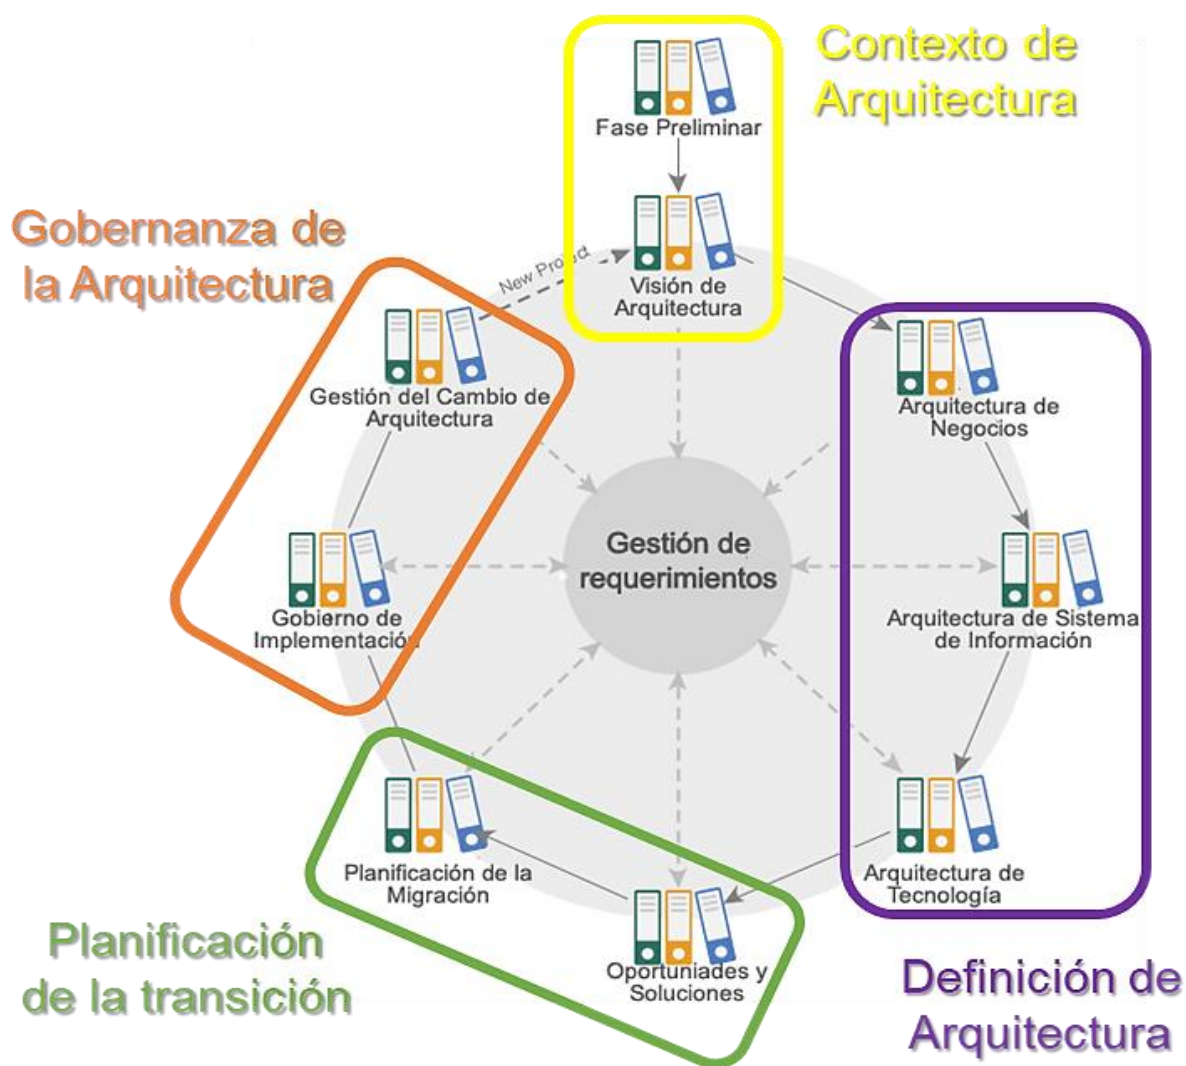 Contexto de
Arquitectura
Fase Preliminar
Gobernanza de
la Arquitectura
New Project
Visión de
Arquitectura
Gestión del Cambio de
Arquitectura
Arquitectura de
Negocios
Gestión de
requerimientos
Gobierno de
Implementación
Arquitectura de Sistema
de Información
Planificación de la
Migración
Arquitectura de
Tecnología
Oportuniades y
Soluciones
Planificación
de la transición
Definición de
Arquitectura